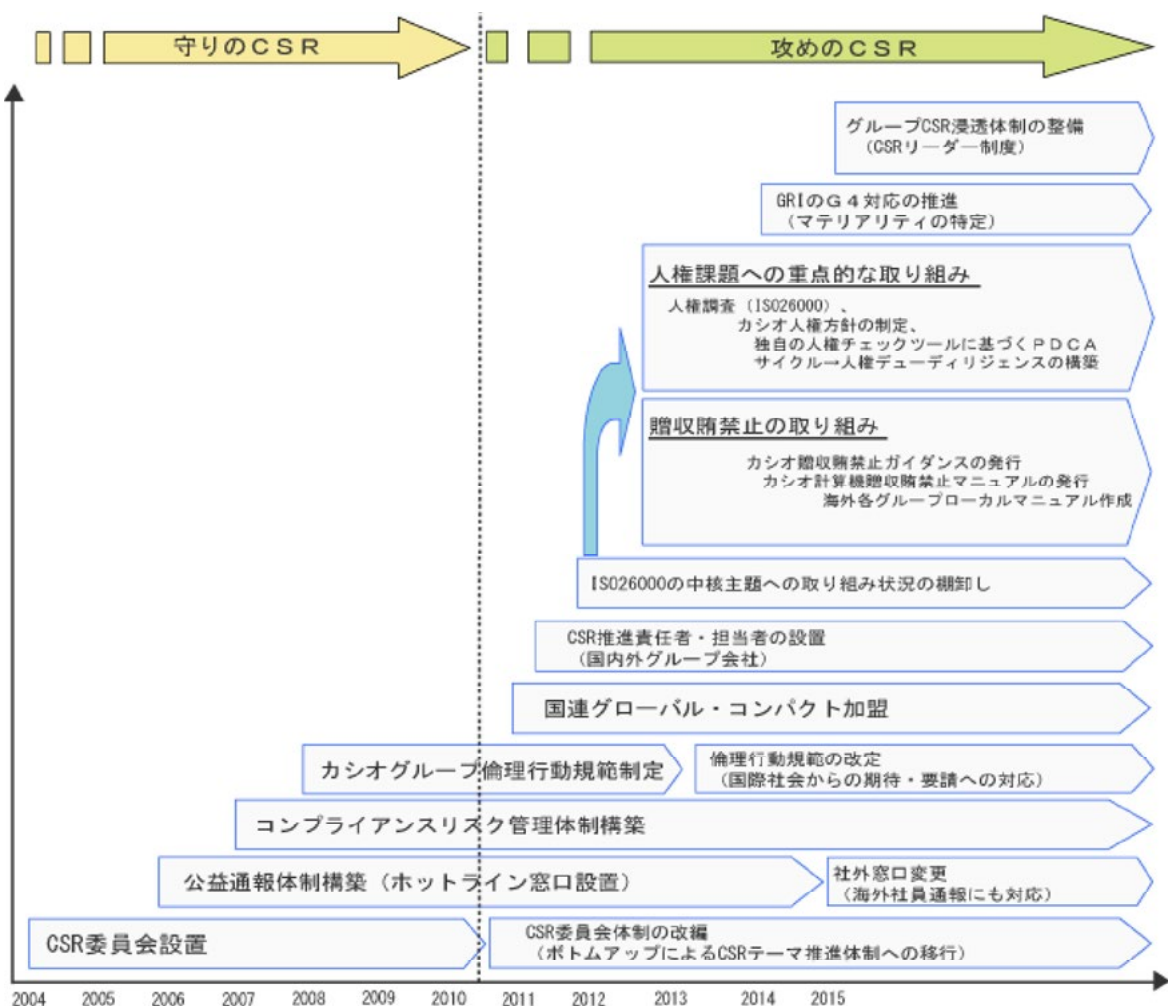 守りのCSR
攻めのCSR
グループCSR浸透体制の整備
(CSRリーダー制度)
GRIのG4対応の推進
(マテリアリティの特定)
人権課題への重点的な取り組み
人権調査(ISO26000)、
カシオ人権方針の制定、
独自の人権チェックツールに基づくPDCA
サイクル→人権デューディリジェンスの構築
贈収賄禁止の取り組み
カシオ贈収賄禁止ガイダンスの発行
カシオ計算機贈収賄禁止マニュアルの発行
海外各グループローカルマニュアル作成
ISO26000の中核主題への取り組み状況の棚卸し
CSR推進責任者・担当者の設置
(国内外グループ会社)
国連グローバル・コンパクト加盟
カシオグループ倫理行動規範制定
倫理行動規範の改定
(国際社会からの期待・要請への対応)
コンプライアンスリスク管理体制構築
公益通報体制構築(ホットライン窓口設置)
社外窓口変更
(海外社員通報にも対応)
CSR委員会設置
CSR委員会体制の改編
(ボトムアップによるCSRテーマ推進体制への移行)
2004 2005 2006 2007 2008 2009 2010 2011 2012 2013 2014 2015